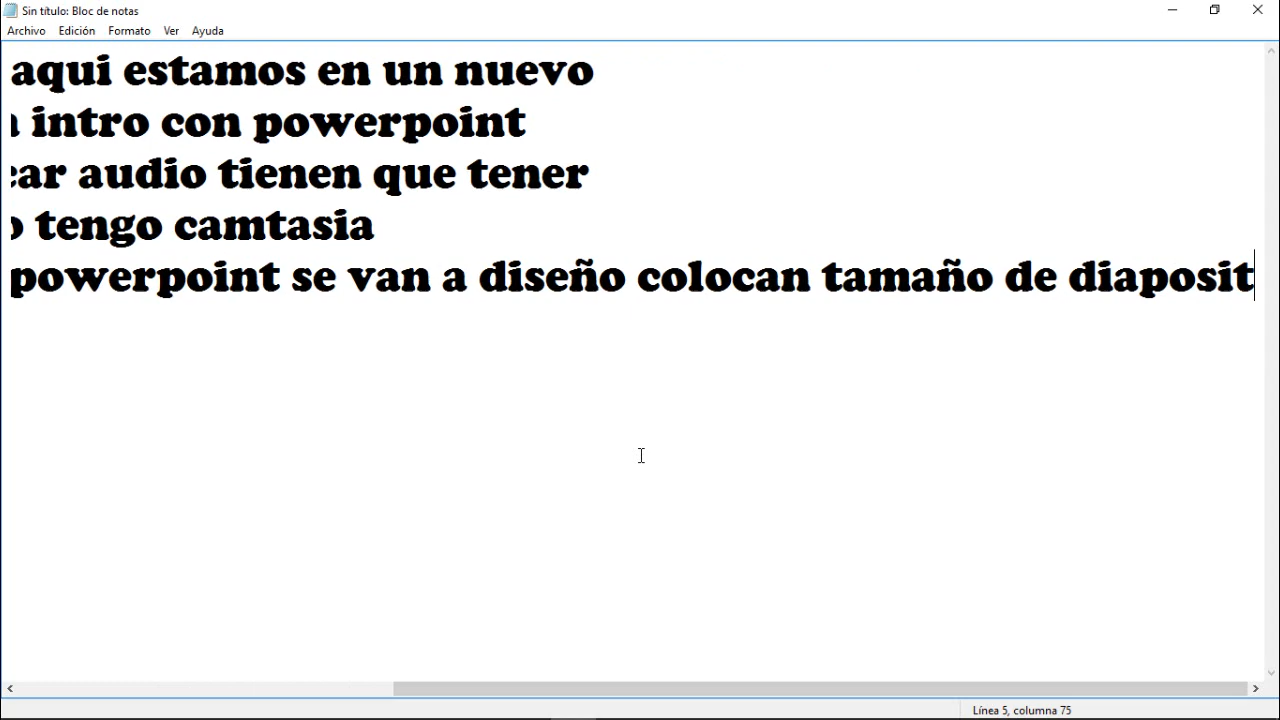 Sin título: Bloc de notas
Archivo Edición Formato Ver Ayuda
aqui estamos en un nuevo
intro con powerpoint
audio tienen que tener
tengo camtasia
powerpoint se van a diseño colocan tamaño de diaposit
Línea 5, columna 75